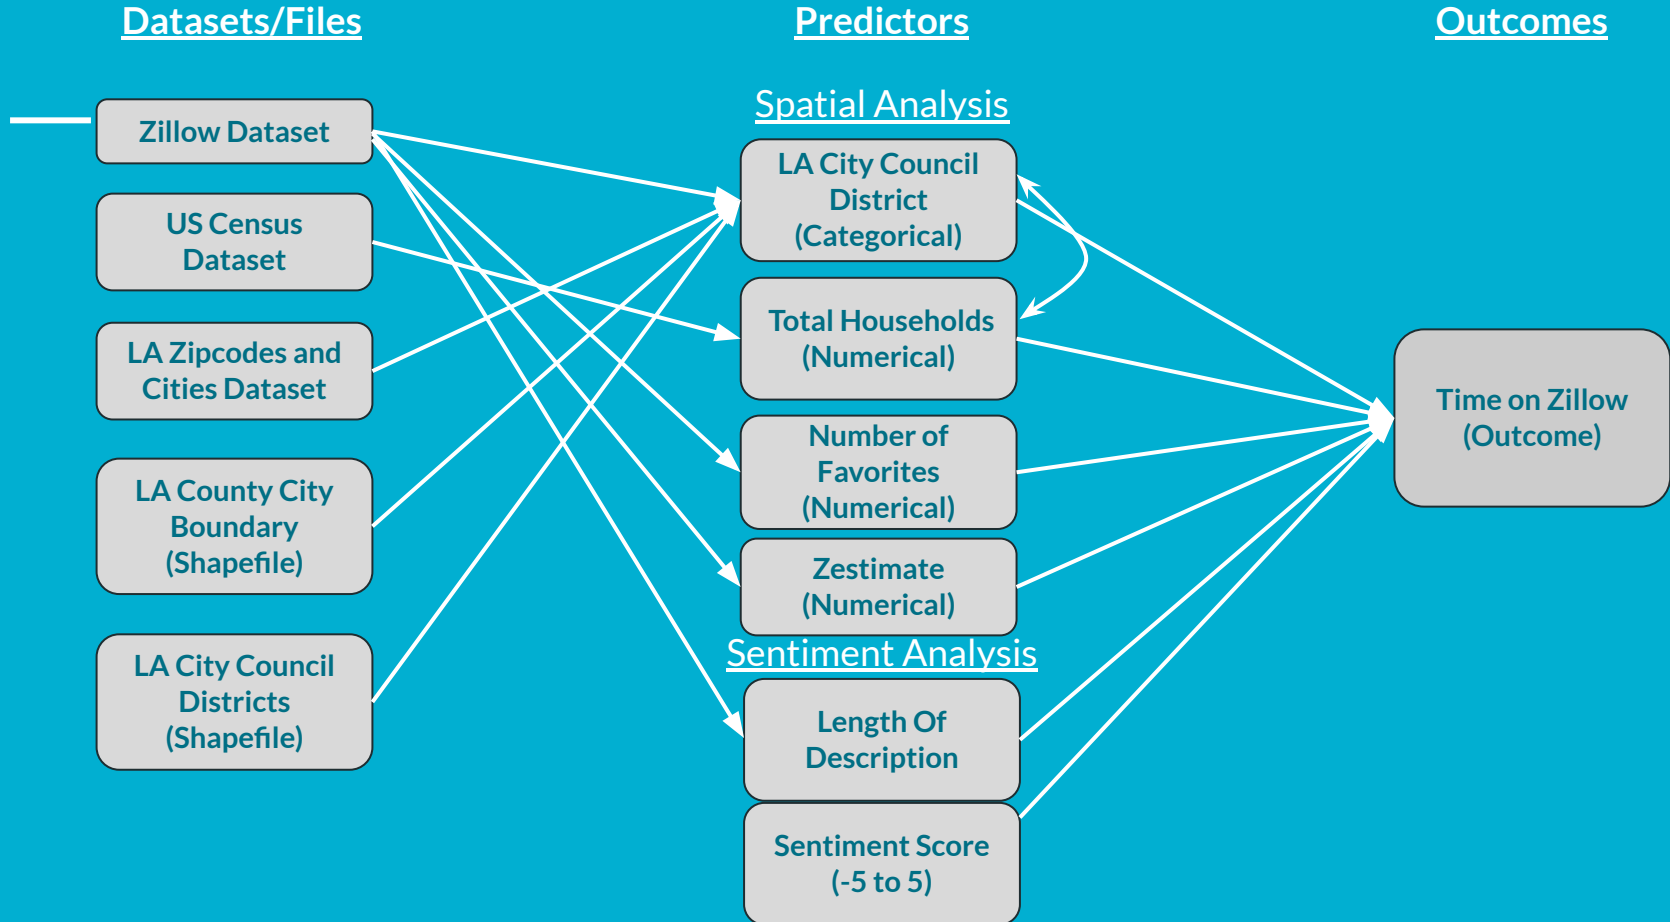 Datasets/Files
Predictors
Outcomes
Zillow Dataset
US Census
Dataset
LA Zipcodes and
Cities Dataset
LA County City
Boundary
(Shapefile)
LA City Council
Districts
(Shapefile)
Spatial Analysis
LA City Council
District
(Categorical)
Total Households
(Numerical)
Number of
Favorites
(Numerical)
Zestimate
(Numerical)
Sentiment Analysis
Length Of
Description
Sentiment Score
(-5 to 5)
Time on Zillow
(Outcome)